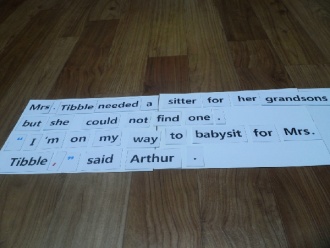 Mrs. Tibble needed a sitter for her grandsons
but she could not find one.
"I'm on my way to babysit for Mrs.
Tibble," said Arthur.